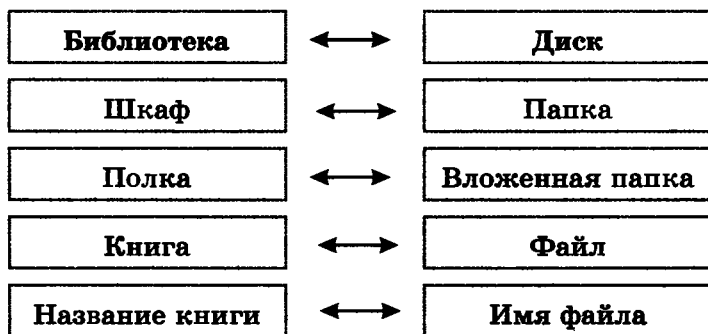 Библиотека Диск
Шкаф Папка
Полка Вложенная папка
Книга Файл
Название книги Имя файла